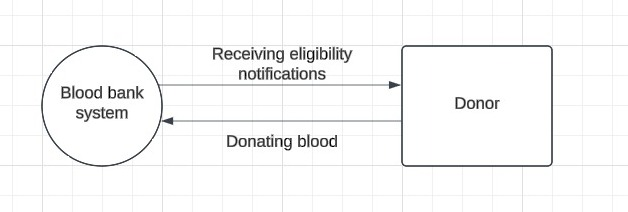 Receiving eligibility
notifications
Blood bank
system
Donor
Donating blood